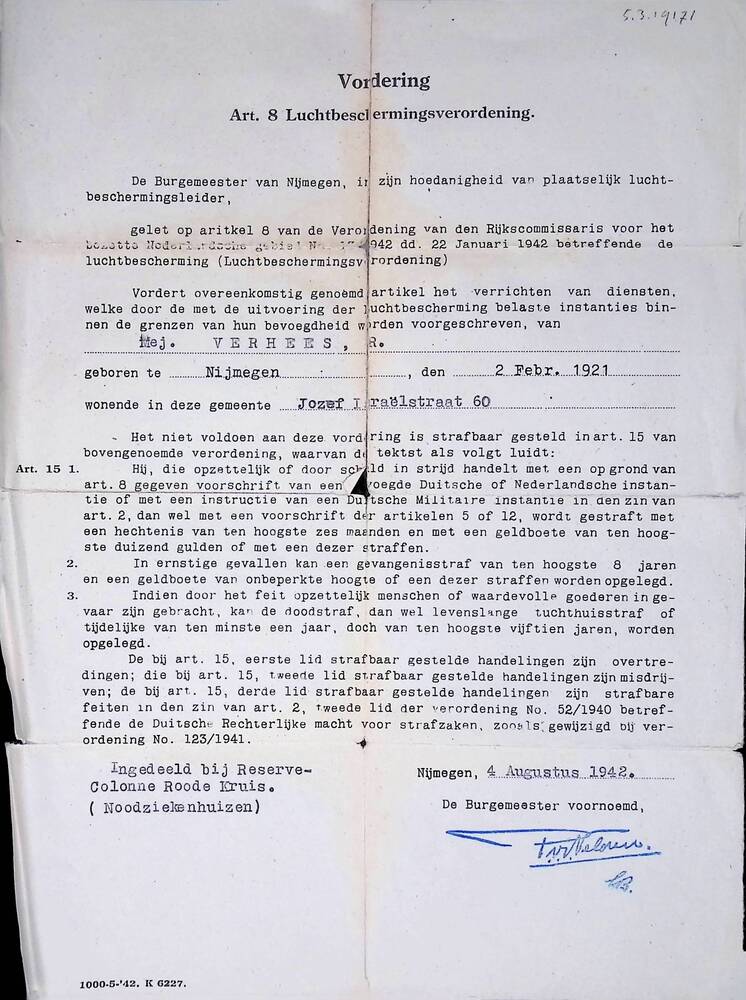 5.3.19171
Vordering
Art. 8 Luchtbeschermingsverordening.
De Burgemeester van Nijmegen, in zijn hoedanigheid van plaatselijk lucht-
beschermingsleider,
gelet op aritkel 8 van de Verordening van den Rijkscommissaris voor het
bezette Nederlandsche gebied No. 942 dd. 22 Januari 1942 betreffende de
luchtbescherming (Luchtbeschermingsverordening)
Vordert overeenkomstig genoemd artikel het verrichten van diensten,
welke door de met de uitvoering der luchtbescherming belaste instanties bin-
nen de grenzen van hun bevoegdheid worden voorgeschreven, van
Mej. VERHEES, R.
geboren te Nijmegen, den 2 Febr. 1921
wonende in deze gemeente Jozef Israëlstraat 60
Het niet voldoen aan deze vordering is strafbaar gesteld in art. 15 van
bovengenoemde verordening, waarvan de tekst als volgt luidt:
Art. 15 1. Hij, die opzettelijk of door schuld in strijd handelt met een op grond van
art. 8 gegeven voorschrift van een voegde Duitsche of Nederlandsche instan-
tie of met een instructie van een Duitsche Militaire instantie in den zin van
art. 2, dan wel met een voorschrift der artikelen 5 of 12, wordt gestraft met
een hechtenis van ten hoogste zes maanden en met een geldboete van ten hoog-
ste duizend gulden of met een dezer straffen.
2. In ernstige gevallen kan een gevangenisstraf van ten hoogste 8 jaren
en een geldboete van onbeperkte hoogte of een dezer straffen worden opgelegd.
3. Indien door het feit opzettelijk menschen of waardevolle goederen in ge-
vaar zijn gebracht, kan de doodstraf, dan wel levenslange tuchthuisstraf of
tijdelijke van ten minste een jaar, doch van ten hoogste vijftien jaren, worden
opgelegd.
De bij art. 15, eerste lid strafbaar gestelde handelingen zijn overtre-
dingen; die bij art. 15, tweede lid strafbaar gestelde handelingen zijn misdrij-
ven; de bij art. 15, derde lid strafbaar gestelde handelingen zijn strafbare
feiten in den zin van art. 2, tweede lid der verordening No. 52/1940 betref-
fende de Duitsche Rechterlijke macht voor strafzaken, zooals gewijzigd bij ver-
ordening No. 123/1941.
Ingedeeld bij Reserve-
Colonne Roode Kruis.
( Noodziekenhuizen)
Nijmegen, 4 Augustus 1942.
De Burgemeester voornoemd,
1000-5-'42. K 6227.